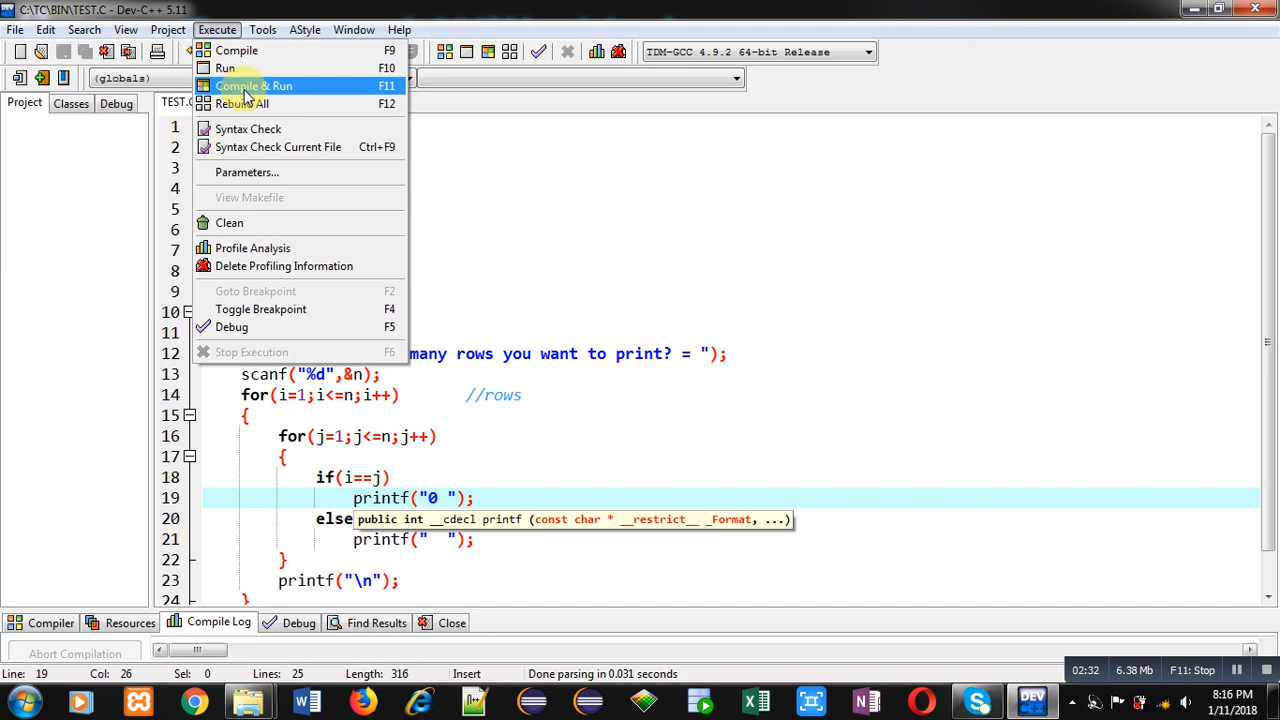 C:\TC\BIN\TEST.C - Dev-C++ 5.11
File Edit Search View Project Execute Tools AStyle Window Help
TDM-GCC 4.9.2 64-bit Release
(globals)
Compile F9
Run F10
Compile & Run F11
Rebuild All F12
Syntax Check
Syntax Check Current File Ctrl+F9
Parameters...
View Makefile
Clean
Profile Analysis
Delete Profiling Information
Goto Breakpoint F2
Toggle Breakpoint F4
Debug F5
Stop Execution F6
Project Classes Debug
1
2
3
4
5
6
7
8
9
10
11
12 many rows you want to print? = ");
13 scanf("%d",&n);
14 for(i=1;i<=n;i++) //rows
15 {
16 for(j=1;j<=n;j++)
17 {
18 if(i==j)
19 printf("0 ");
20 else
public int __cdecl printf (const char * __restrict__ _Format, ...)
21 printf("  ");
22 }
23 printf("\n");
24 }
Compiler Resources Compile Log Debug Find Results Close
Abort Compilation
Line: 19 Col: 26 Sel: 0 Lines: 25 Length: 316 Insert Done parsing in 0.031 seconds
02:32 6.38 Mb F11: Stop
8:16 PM
1/11/2018